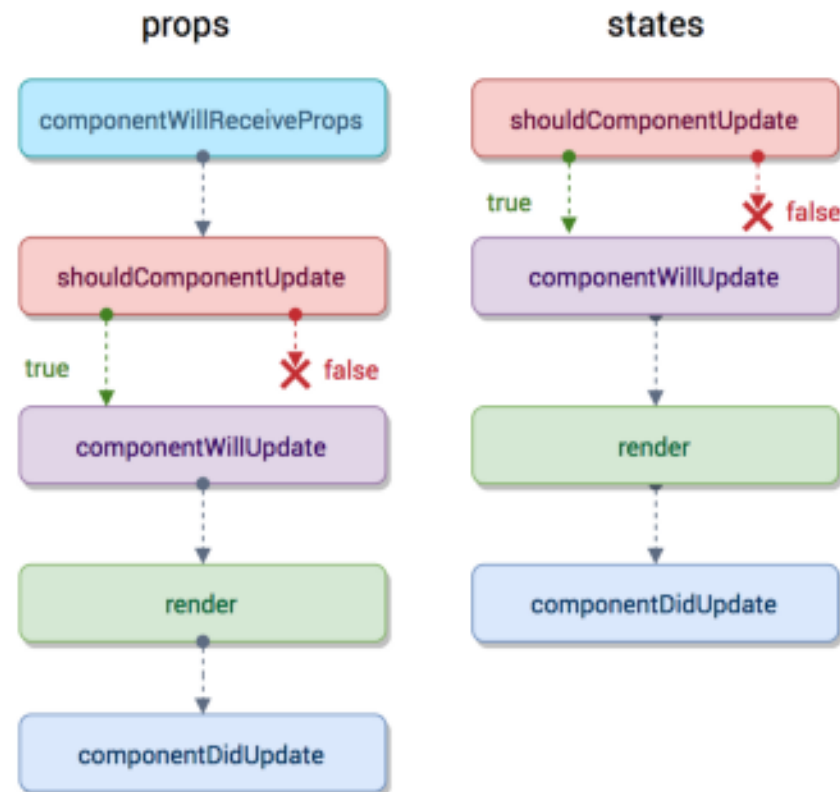 props
componentWillReceiveProps
shouldComponentUpdate
true
false
componentWillUpdate
render
componentDidUpdate
states
shouldComponentUpdate
true
false
componentWillUpdate
render
componentDidUpdate